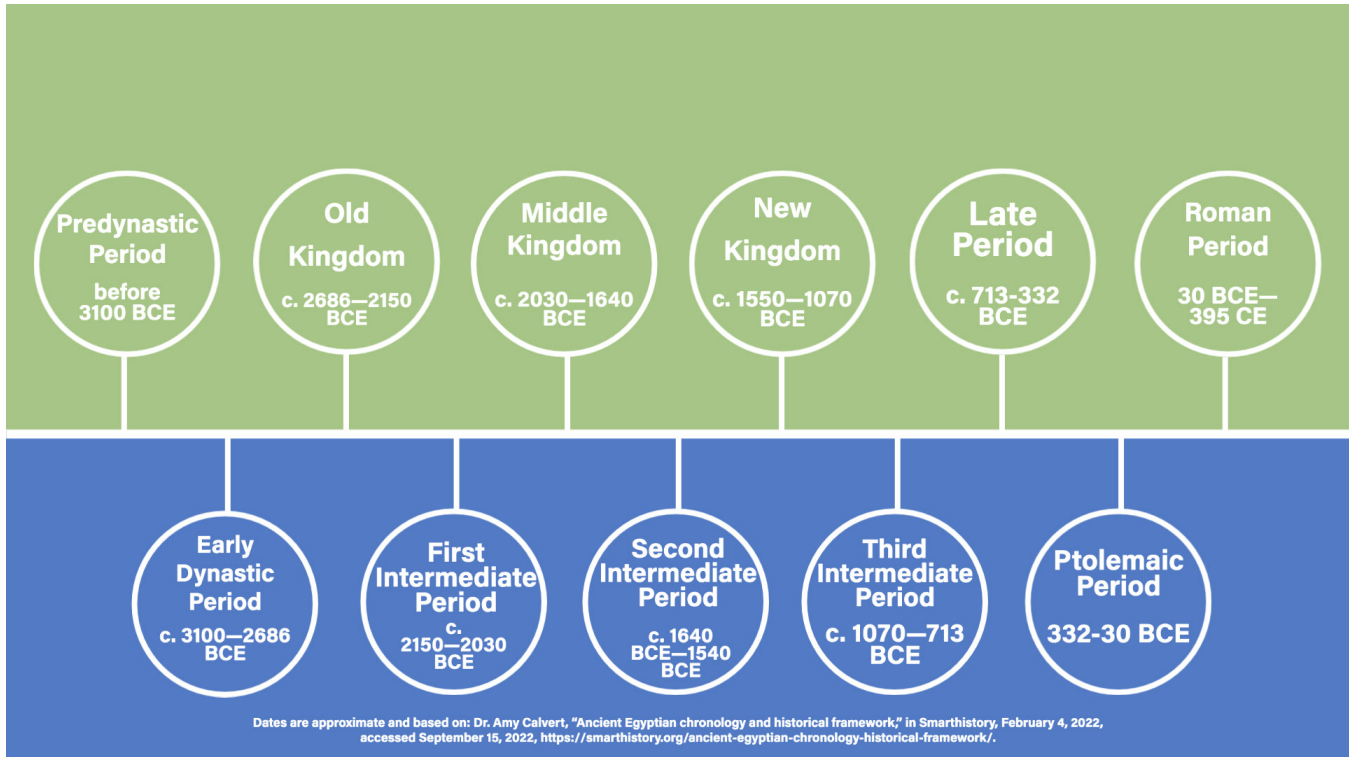 Predynastic
Period
before
3100 BCE
Early
Dynastic
Period
c. 3100—2686
BCE
Old
Kingdom
c. 2686—2150
BCE
First
Intermediate
Period
c.
2150—2030
BCE
Middle
Kingdom
c. 2030—1640
BCE
Second
Intermediate
Period
c. 1640
BCE—1540
BCE
New
Kingdom
c. 1550—1070
BCE
Third
Intermediate
Period
c. 1070—713
BCE
Late
Period
c. 713-332
BCE
Ptolemaic
Period
332-30 BCE
Roman
Period
30 BCE—
395 CE
Dates are approximate and based on: Dr. Amy Calvert, “Ancient Egyptian chronology and historical framework,” in Smarthistory, February 4, 2022,
accessed September 15, 2022, https://smarthistory.org/ancient-egyptian-chronology-historical-framework/.